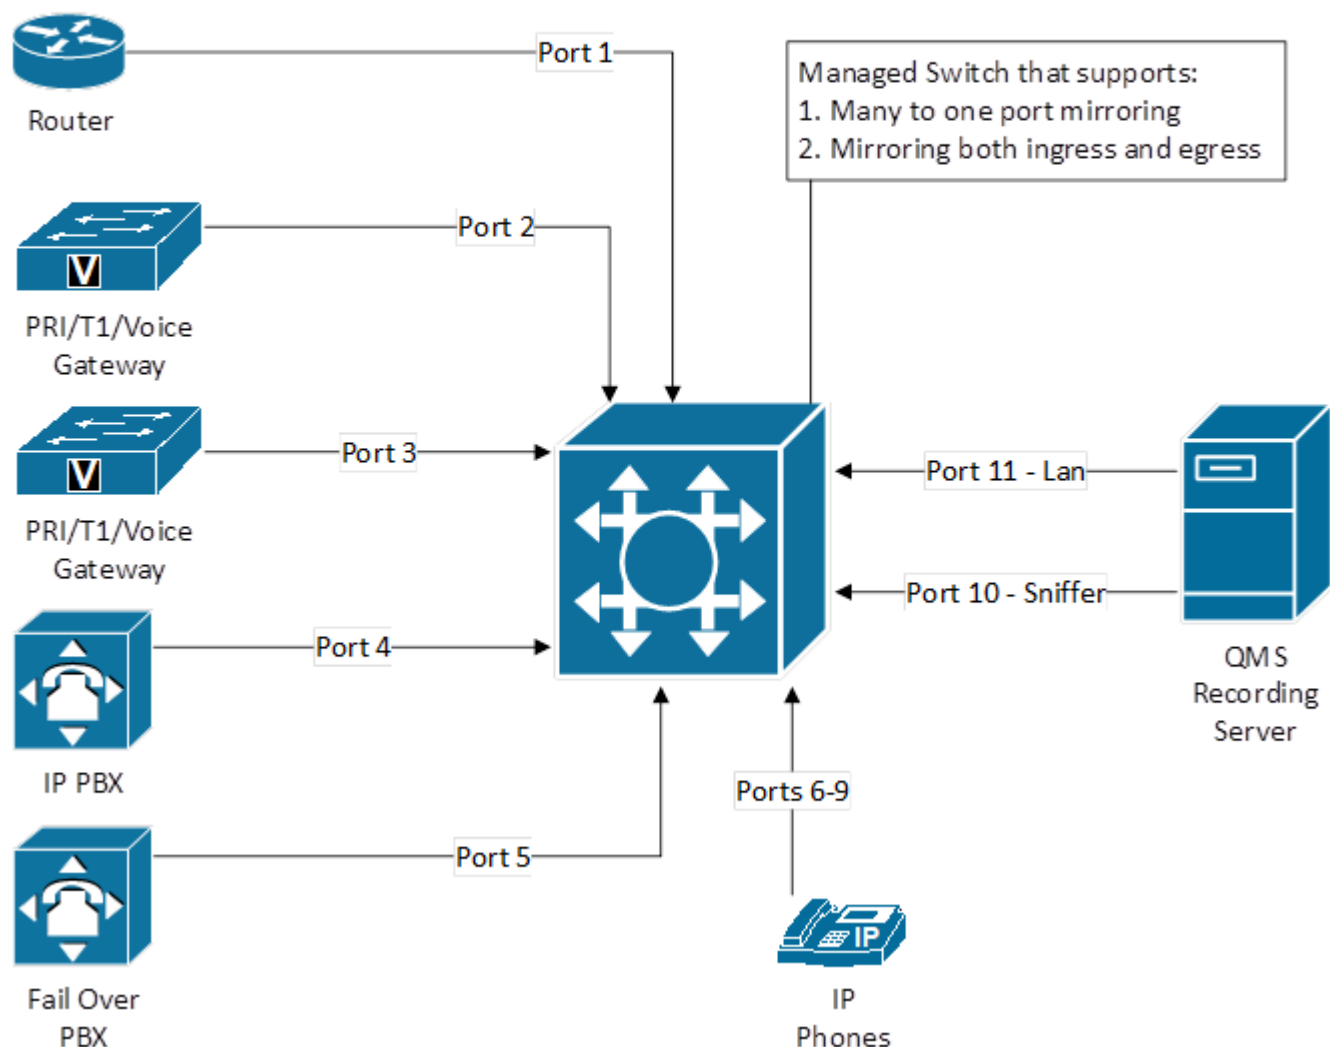 Port 1
Router
Managed Switch that supports:
1. Many to one port mirroring
2. Mirroring both ingress and egress
Port 2
V
PRI/T1/Voice
Gateway
Port 3
V
PRI/T1/Voice
Gateway
Port 11 - Lan
Port 10 - Sniffer
QMS
Recording
Server
Port 4
IP PBX
Ports 6-9
Port 5
IP
Fail Over
PBX
IP
Phones